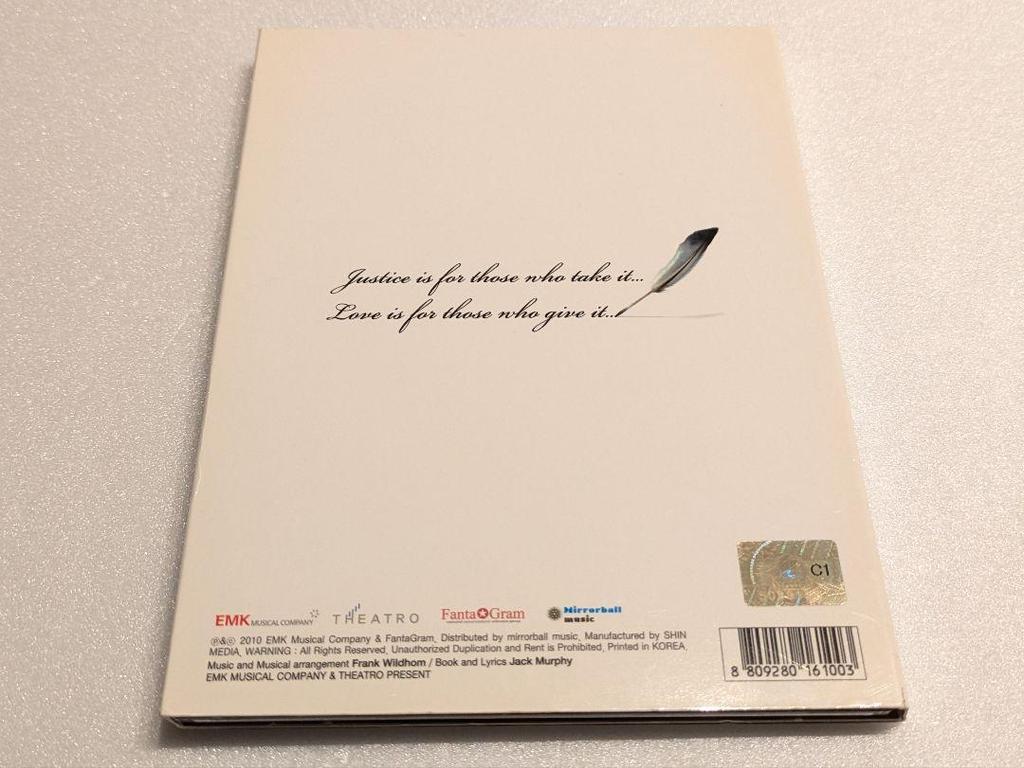 Justice is for those who take it...
Love is for those who give it...
C1
EMK MUSICAL COMPANY THEATRO Fanta Gram Mirrorball music
℗&© 2010 EMK Musical Company & FantaGram, Distributed by mirrorball music, Manufactured by SHIN
MEDIA, WARNING : All Rights Reserved, Unauthorized Duplication and Rent is Prohibited, Printed in KOREA,
Music and Musical arrangement Frank Wildhom / Book and Lyrics Jack Murphy
EMK MUSICAL COMPANY & THEATRO PRESENT
8 809280 161003